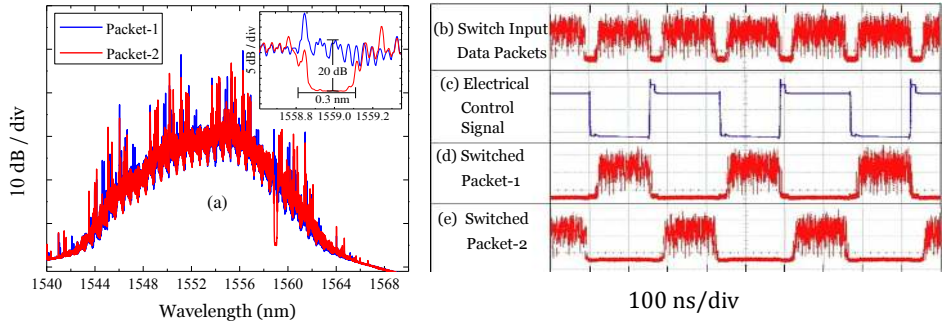 Packet-1
Packet-2
5 dB / div
20 dB
0.3 nm
1558.8 1559.0 1559.2
10 dB / div
(a)
1540 1544 1548 1552 1556 1560 1564 1568
Wavelength (nm)
(b) Switch Input
Data Packets
(c) Electrical
Control
Signal
(d) Switched
Packet-1
(e) Switched
Packet-2
100 ns/div